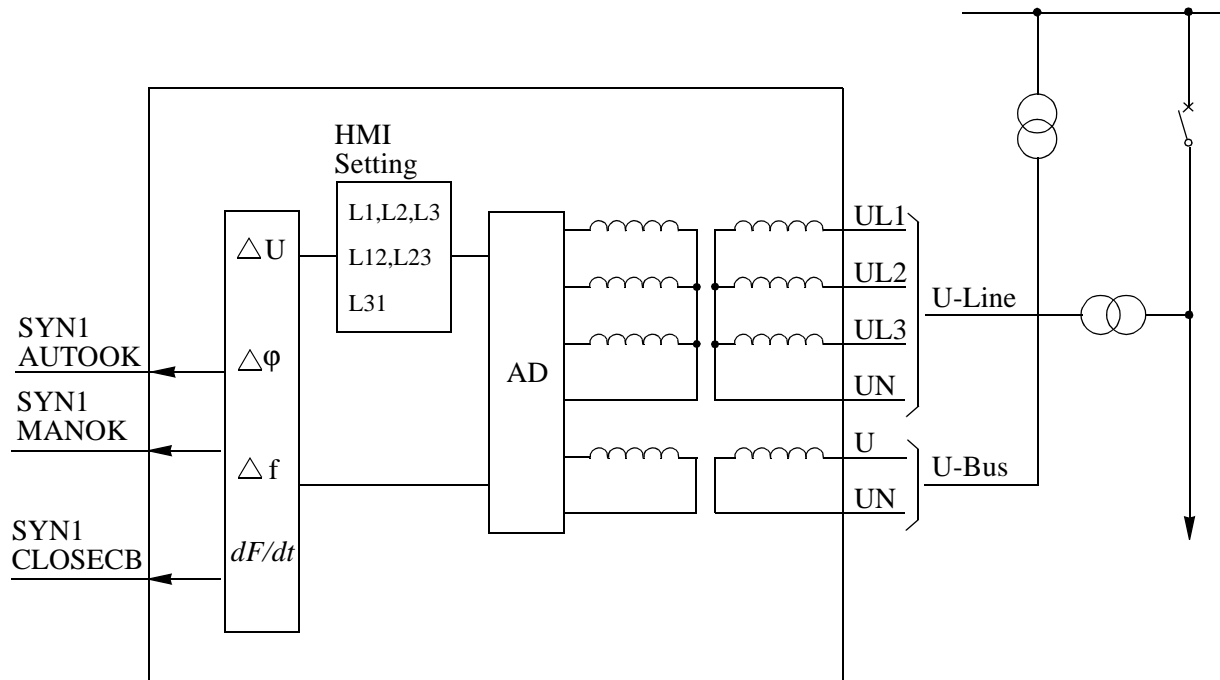 HMI
Setting
L1,L2,L3
L12,L23
L31
△U
△φ
△f
dF/dt
AD
SYN1
AUTOOK
SYN1
MANOK
SYN1
CLOSECB
UL1
UL2
UL3
UN
U
UN
U-Line
U-Bus